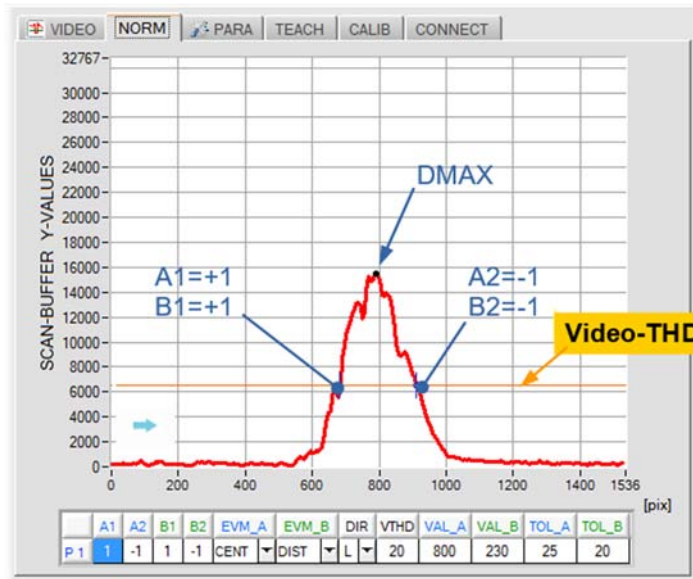 VIDEO NORM PARA TEACH CALIB CONNECT
32767
30000
28000
26000
24000
22000
20000
18000
16000
14000
12000
10000
8000
6000
4000
2000
0
SCAN-BUFFER Y-VALUES
DMAX
A1=+1
B1=+1
A2=-1
B2=-1
Video-THD
0 200 400 600 800 1000 1200 1400 1536
[pix]
A1 A2 B1 B2 EVM_A EVM_B DIR VTHD VAL_A VAL_B TOL_A TOL_B
P 1 1 -1 1 -1 CENT DIST L 20 800 230 25 20